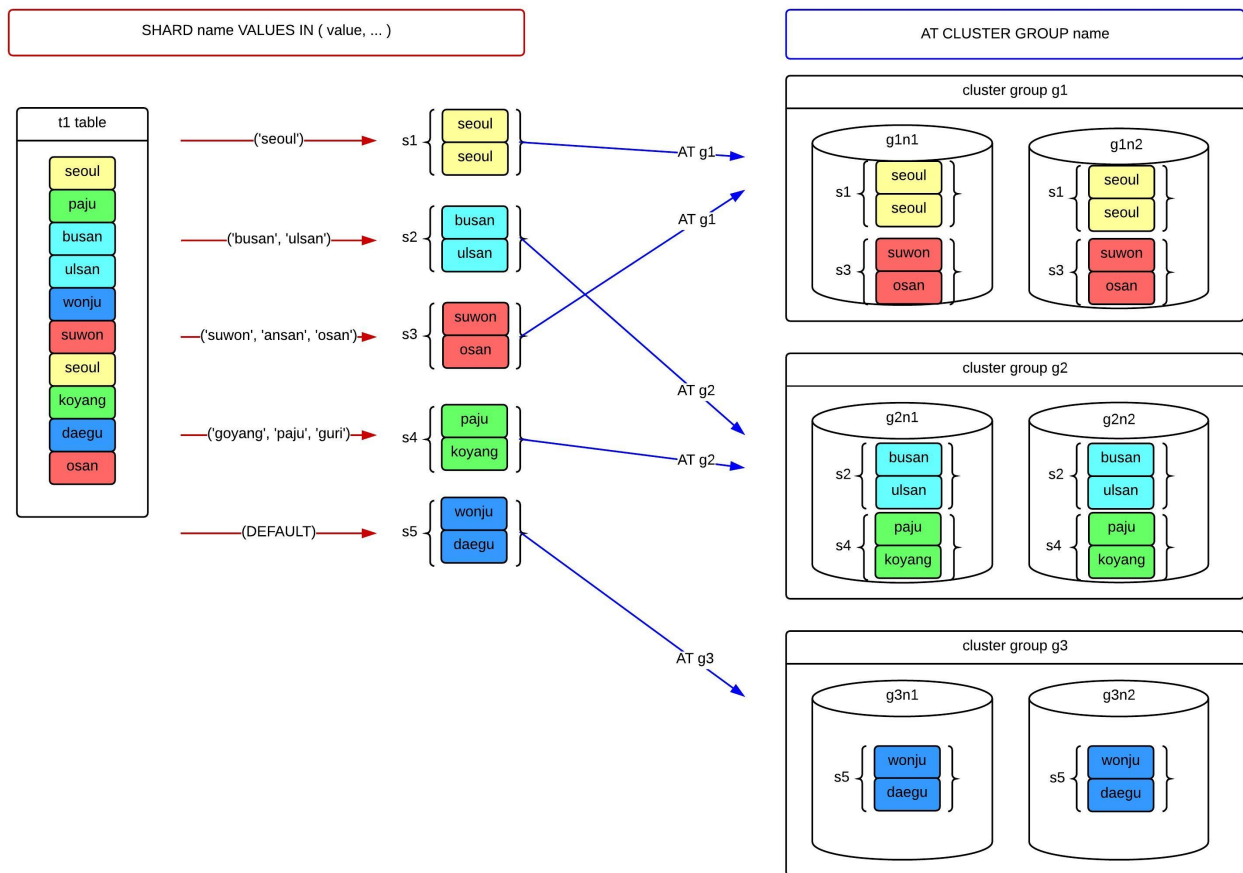 SHARD name VALUES IN ( value, ... )
AT CLUSTER GROUP name
t1 table
seoul
paju
busan
ulsan
wonju
suwon
seoul
koyang
daegu
osan
('seoul')
s1
seoul
seoul
AT g1
('busan', 'ulsan')
s2
busan
ulsan
AT g2
('suwon', 'ansan', 'osan')
s3
suwon
osan
AT g1
('goyang', 'paju', 'guri')
s4
paju
koyang
AT g2
(DEFAULT)
s5
wonju
daegu
AT g3
cluster group g1
g1n1
s1
seoul
seoul
s3
suwon
osan
g1n2
s1
seoul
seoul
s3
suwon
osan
cluster group g2
g2n1
s2
busan
ulsan
s4
paju
koyang
g2n2
s2
busan
ulsan
s4
paju
koyang
cluster group g3
g3n1
s5
wonju
daegu
g3n2
s5
wonju
daegu